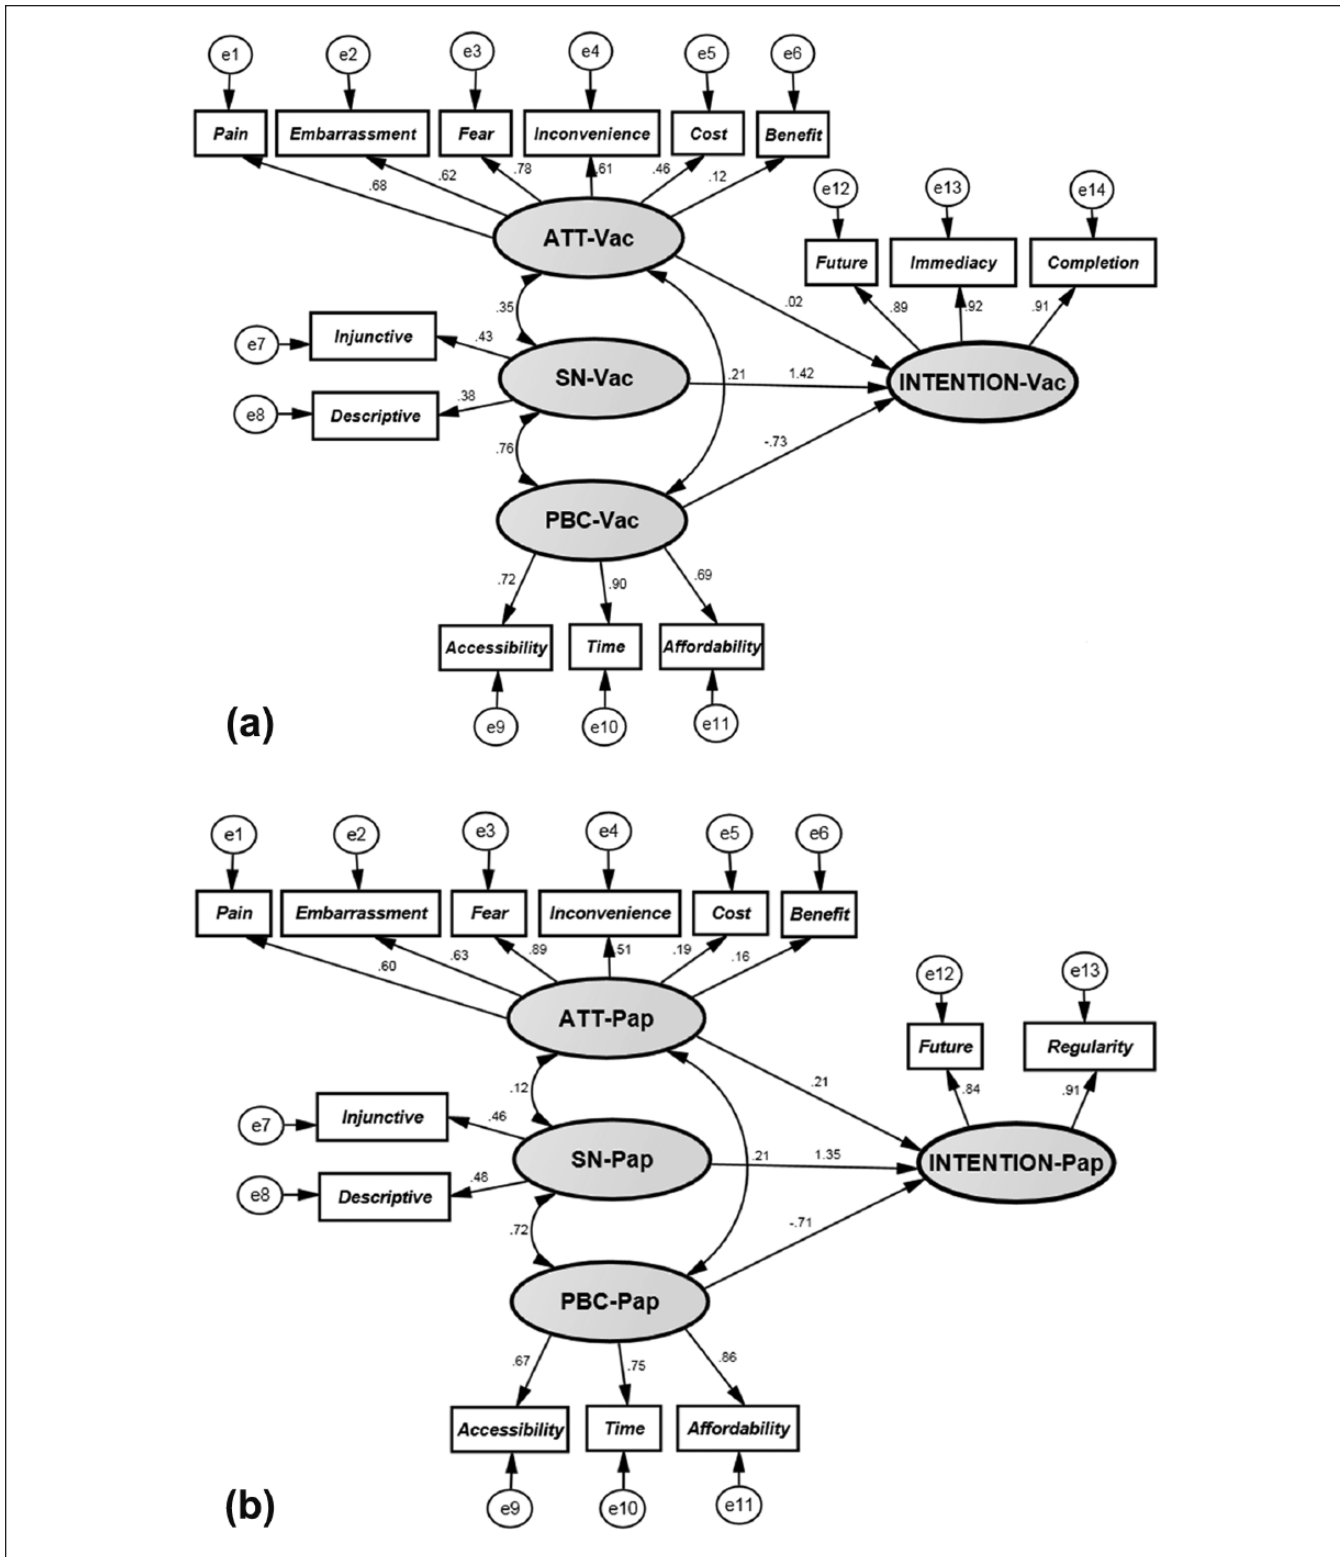 e1 e2 e3 e4 e5 e6
Pain Embarrassment Fear Inconvenience Cost Benefit
.68 .62 .78 .61 .46 .12
e12 e13 e14
ATT-Vac
Future Immediacy Completion
.89 .92 .91
.02
.35
e7 Injunctive .43
SN-Vac .21 1.42 INTENTION-Vac
e8 Descriptive .38
.76 -.73
PBC-Vac
.72 .90 .69
Accessibility Time Affordability
e9 e10 e11
(a)
e1 e2 e3 e4 e5 e6
Pain Embarrassment Fear Inconvenience Cost Benefit
.60 .63 .89 .51 .19 .16
e12 e13
ATT-Pap
Future Regularity
.84 .91
.21
.12
e7 Injunctive .46
SN-Pap .21 1.35 INTENTION-Pap
e8 Descriptive .48
.72 -.71
PBC-Pap
.67 .75 .86
Accessibility Time Affordability
e9 e10 e11
(b)